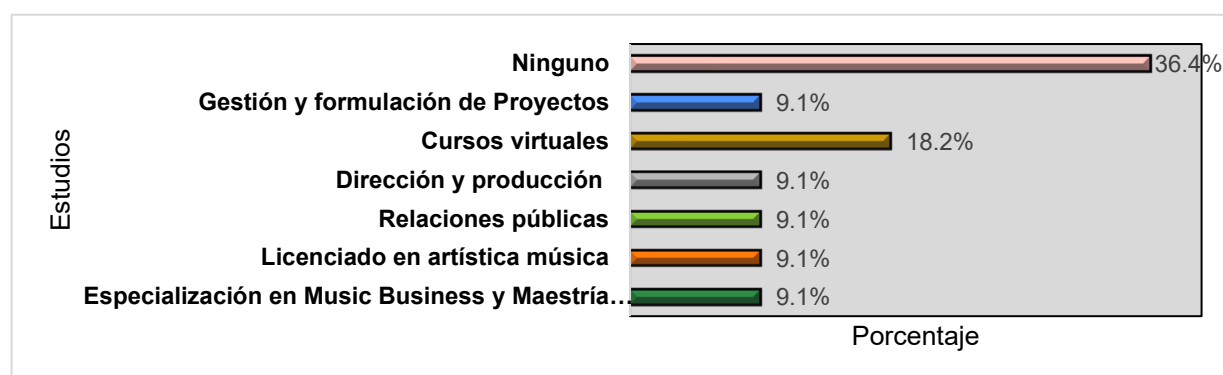 Estudios
Ninguno 36.4%
Gestión y formulación de Proyectos 9.1%
Cursos virtuales 18.2%
Dirección y producción 9.1%
Relaciones públicas 9.1%
Licenciado en artística música 9.1%
Especialización en Music Business y Maestría… 9.1%
Porcentaje